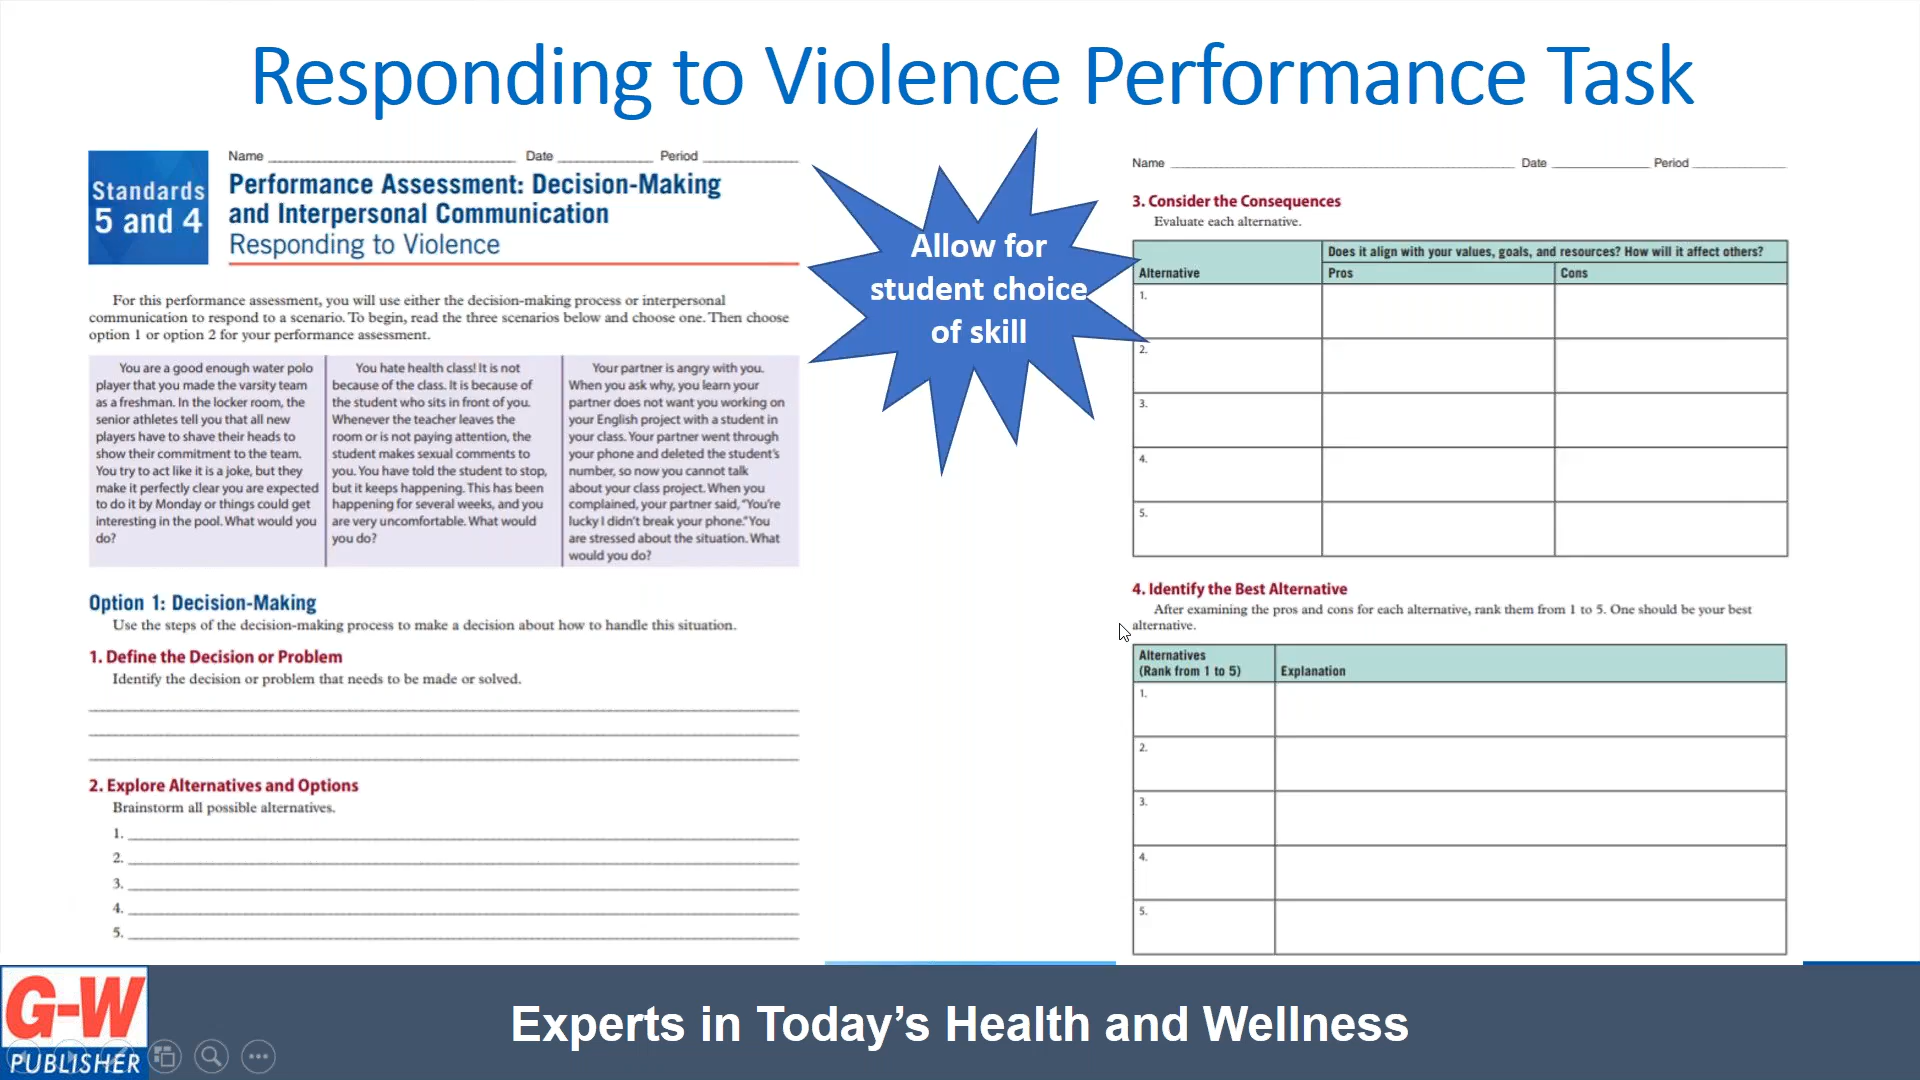 Responding to Violence Performance Task
Standards
5 and 4
Name Date Period
Performance Assessment: Decision-Making
and Interpersonal Communication
Responding to Violence
For this performance assessment, you will use either the decision-making process or interpersonal
communication to respond to a scenario. To begin, read the three scenarios below and choose one. Then choose
option 1 or option 2 for your performance assessment.
You are a good enough water polo
player that you made the varsity team
as a freshman. In the locker room, the
senior athletes tell you that all new
players have to shave their heads to
show their commitment to the team.
You try to act like it is a joke, but they
make it perfectly clear you are expected
to do it by Monday or things could get
interesting in the pool. What would you
do?
You hate health class! It is not
because of the class. It is because of
the student who sits in front of you.
Whenever the teacher leaves the
room or is not paying attention, the
student makes sexual comments to
you. You have told the student to stop,
but it keeps happening. This has been
happening for several weeks, and you
are very uncomfortable. What would
you do?
Your partner is angry with you.
When you ask why, you learn your
partner does not want you working on
your English project with a student in
your class. Your partner went through
your phone and deleted the student's
number, so now you cannot talk
about your class project. When you
complained, your partner said, "You're
lucky I didn't break your phone." You
are stressed about the situation. What
would you do?
Option 1: Decision-Making
Use the steps of the decision-making process to make a decision about how to handle this situation.
1. Define the Decision or Problem
Identify the decision or problem that needs to be made or solved.
2. Explore Alternatives and Options
Brainstorm all possible alternatives.
1.
2.
3.
4.
5.
Allow for
student choice
of skill
Name Date Period
3. Consider the Consequences
Evaluate each alternative.
Does it align with your values, goals, and resources? How will it affect others?
Alternative Pros Cons
1.
2.
3.
4.
5.
4. Identify the Best Alternative
After examining the pros and cons for each alternative, rank them from 1 to 5. One should be your best
alternative.
Alternatives
(Rank from 1 to 5) Explanation
1.
2.
3.
4.
5.
G-W
PUBLISHER
Experts in Today's Health and Wellness